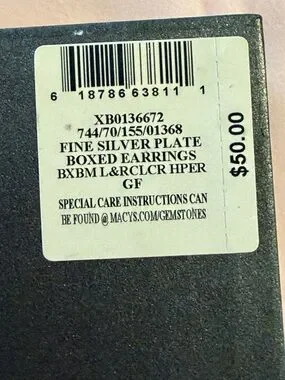 6 18786 63811 1
XB0136672
744/70/155/01368
FINE SILVER PLATE
BOXED EARRINGS
BXBM L&RCLCR HPER
GF
SPECIAL CARE INSTRUCTIONS CAN
BE FOUND @ MACYS.COM/GEMSTONES
$50.00